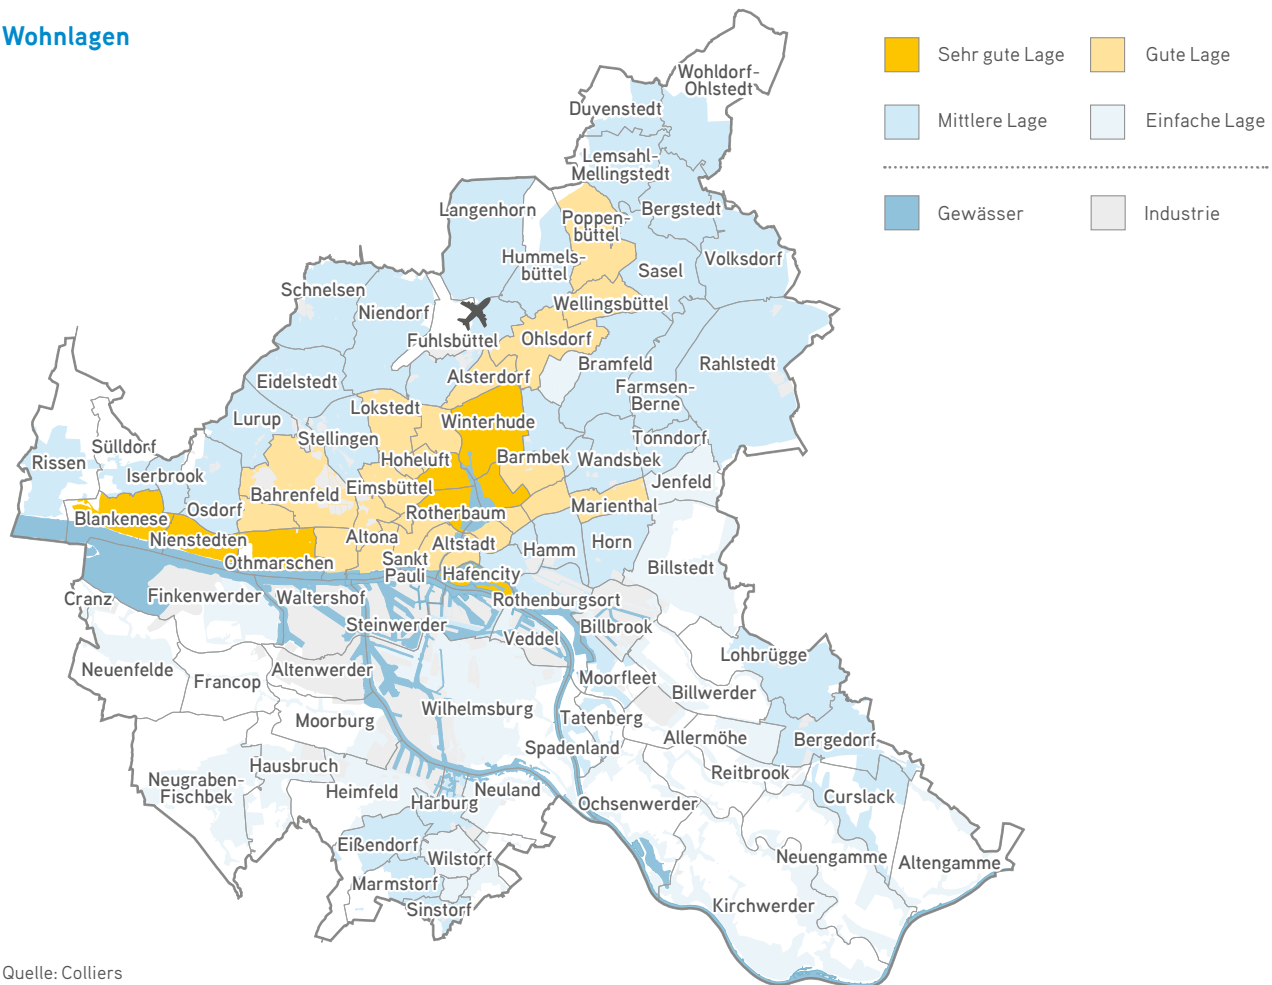 Wohnlagen
Sehr gute Lage
Gute Lage
Mittlere Lage
Einfache Lage
Gewässer
Industrie
Wohldorf-
Ohlstedt
Duvenstedt
Lemsahl-
Mellingstedt
Langenhorn
Poppen-
büttel
Bergstedt
Hummels-
büttel
Sasel
Volksdorf
Schnelsen
Niendorf
Wellingsbüttel
Fuhlsbüttel
Ohlsdorf
Bramfeld
Rahlstedt
Eidelstedt
Alsterdorf
Farmsen-
Berne
Lokstedt
Lurup
Winterhude
Stellingen
Tonndorf
Sülldorf
Rissen
Hoheluft
Barmbek
Wandsbek
Iserbrook
Jenfeld
Bahrenfeld
Eimsbüttel
Osdorf
Rotherbaum
Marienthal
Blankenese
Nienstedten
Altona
Altstadt
Hamm
Horn
Othmarschen
Sankt
Pauli
Hafencity
Billstedt
Cranz
Finkenwerder
Waltershof
Rothenburgsort
Steinwerder
Billbrook
Veddel
Lohbrügge
Neuenfelde
Francop
Altenwerder
Moorfleet
Billwerder
Moorburg
Wilhelmsburg
Tatenberg
Allermöhe
Bergedorf
Spadenland
Hausbruch
Reitbrook
Neugraben-
Fischbek
Heimfeld
Neuland
Harburg
Ochsenwerder
Curslack
Eißendorf
Wilstorf
Neuengamme
Altengamme
Marmstorf
Sinstorf
Kirchwerder
Quelle: Colliers